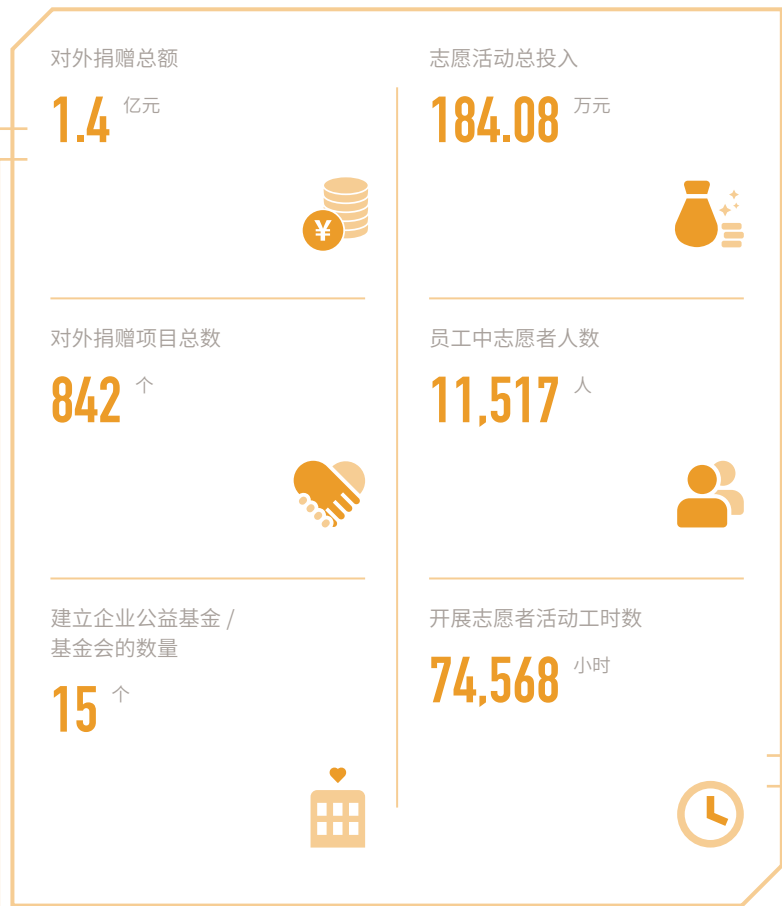 对外捐赠总额
1.4 亿元
¥
对外捐赠项目总数
842 个
建立企业公益基金 /
基金会的数量
15 个
志愿活动总投入
184.08 万元
员工中志愿者人数
11,517 人
开展志愿者活动工时数
74,568 小时